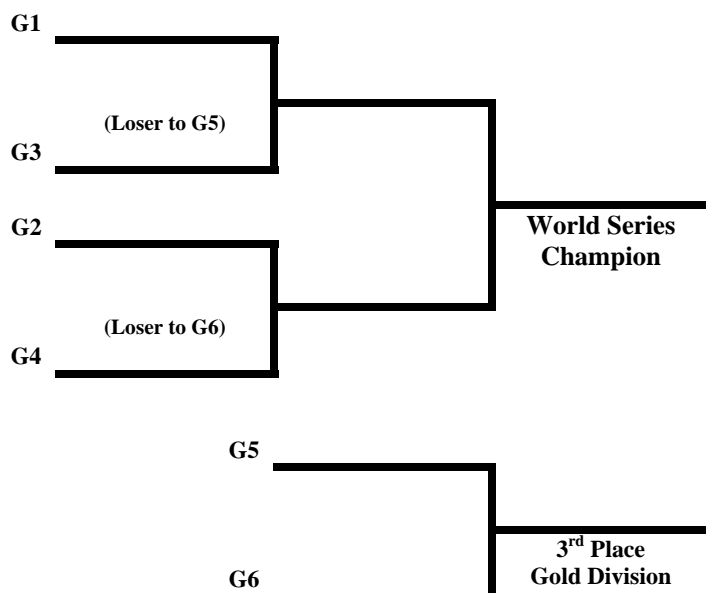 G1
(Loser to G5)
G3
G2
World Series
Champion
(Loser to G6)
G4
G5
3rd Place
Gold Division
G6